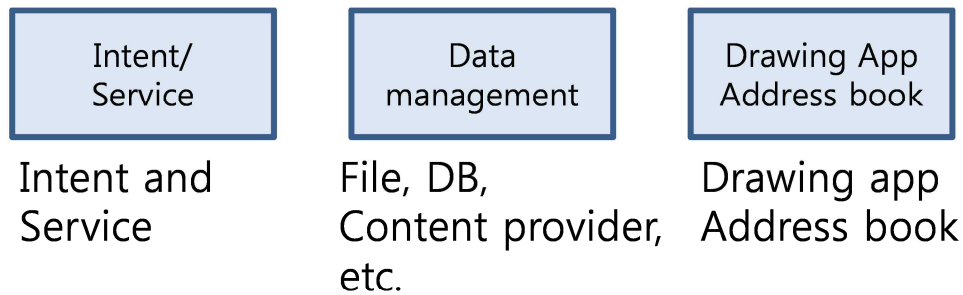 Intent/
Service
Data
management
Drawing App
Address book
Intent and
Service
File, DB,
Content provider,
etc.
Drawing app
Address book